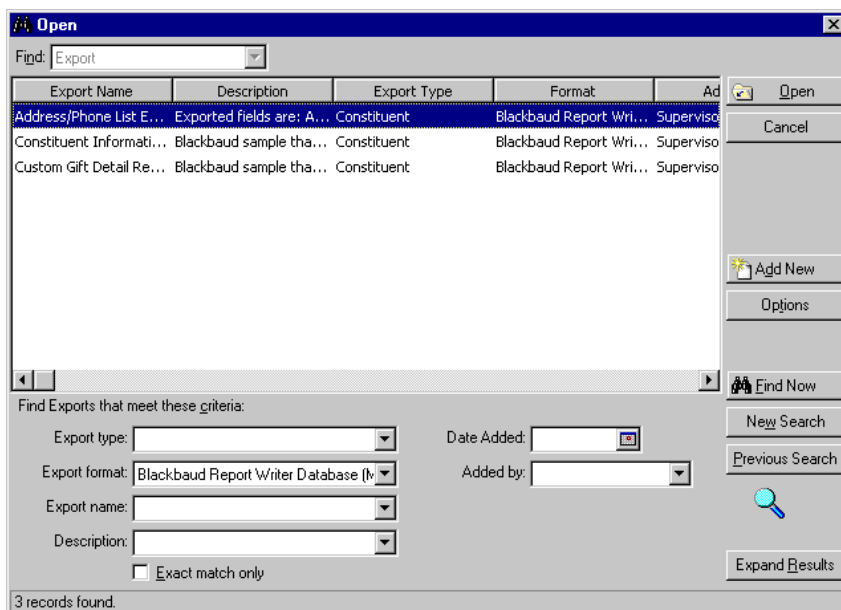 Open
Find: Export
Export Name Description Export Type Format Ad
Open
Address/Phone List E... Exported fields are: A... Constituent Blackbaud Report Wri... Superviso
Cancel
Constituent Informati... Blackbaud sample tha... Constituent Blackbaud Report Wri... Superviso
Custom Gift Detail Re... Blackbaud sample tha... Constituent Blackbaud Report Wri... Superviso
Add New
Options
Find Now
Find Exports that meet these criteria:
New Search
Export type: Date Added:
Previous Search
Export format: Blackbaud Report Writer Database (M Added by:
Export name:
Description:
Exact match only
Expand Results
3 records found.